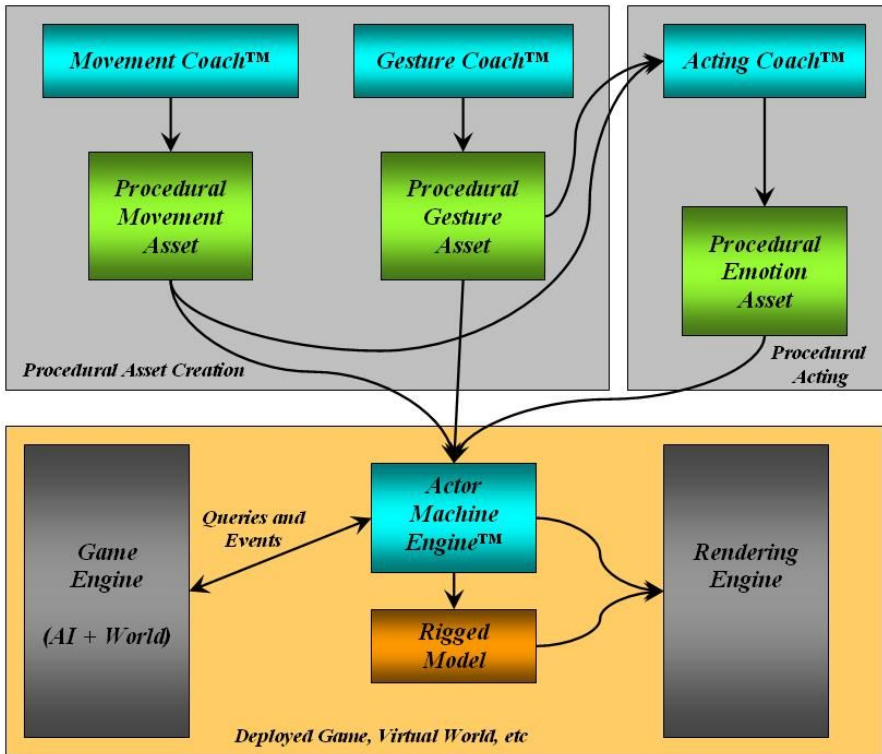 Movement Coach™
Gesture Coach™
Acting Coach™
Procedural
Movement
Asset
Procedural
Gesture
Asset
Procedural
Emotion
Asset
Procedural Asset Creation
Procedural
Acting
Game
Engine
(AI + World)
Queries and
Events
Actor
Machine
Engine™
Rigged
Model
Rendering
Engine
Deployed Game, Virtual World, etc